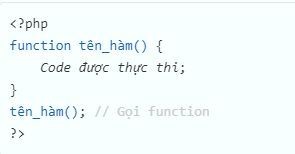 <?php
function tên_hàm() {
    Code được thực thi;
}
tên_hàm(); // Gọi function
?>